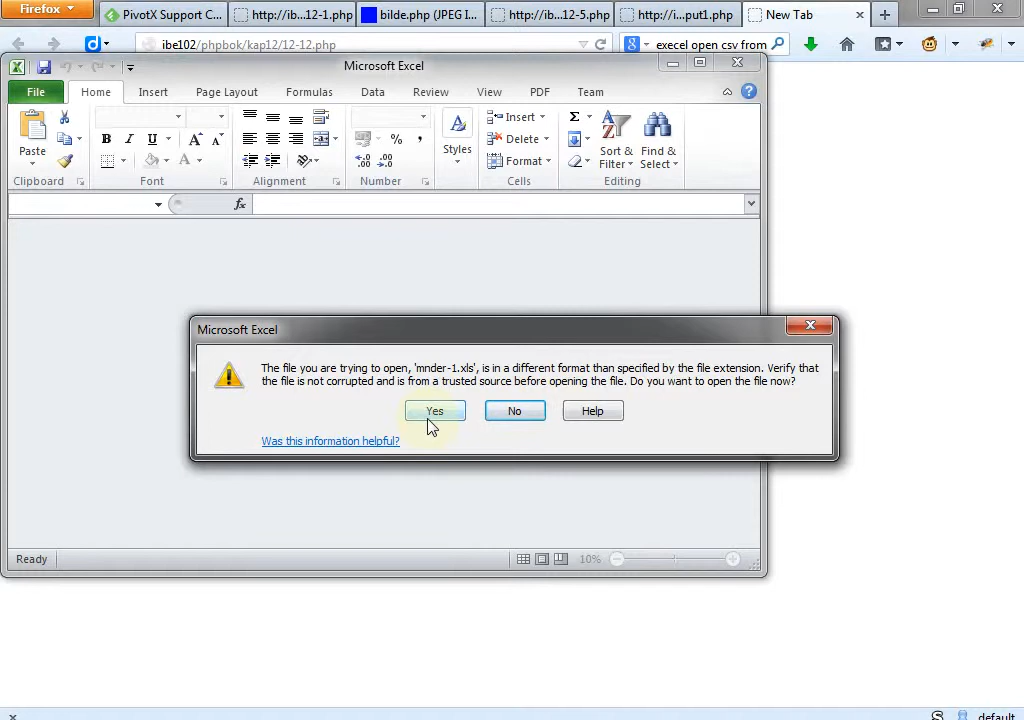 PivotX Support C...
http://ib...12-1.php
bilde.php (JPEG I...
http://ib...12-5.php
http://i...put1.php
New Tab
Firefox
ibe102/phpbok/kap12/12-12.php
execel open csv from
Microsoft Excel
File
Home
Insert
Page Layout
Formulas
Data
Review
View
PDF
Team
Paste
B I U
A A
A
%
,
Styles
Insert
Delete
Format
Σ
Sort &
Filter
Find &
Select
Clipboard
Font
Alignment
Number
Cells
Editing
fx
Microsoft Excel
The file you are trying to open, 'mnder-1.xls', is in a different format than specified by the file extension. Verify that
the file is not corrupted and is from a trusted source before opening the file. Do you want to open the file now?
Yes
No
Help
Was this information helpful?
Ready
10%
x
S
default